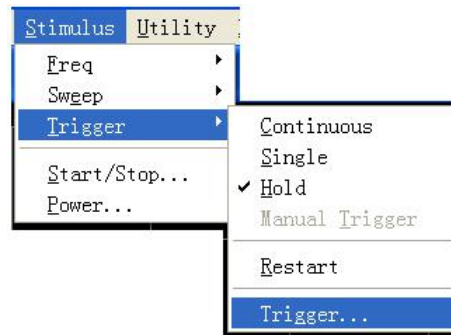 Stimulus Utility
Freq
Sweep
Trigger
Start/Stop...
Power...
Continuous
Single
Hold
Manual Trigger
Restart
Trigger...